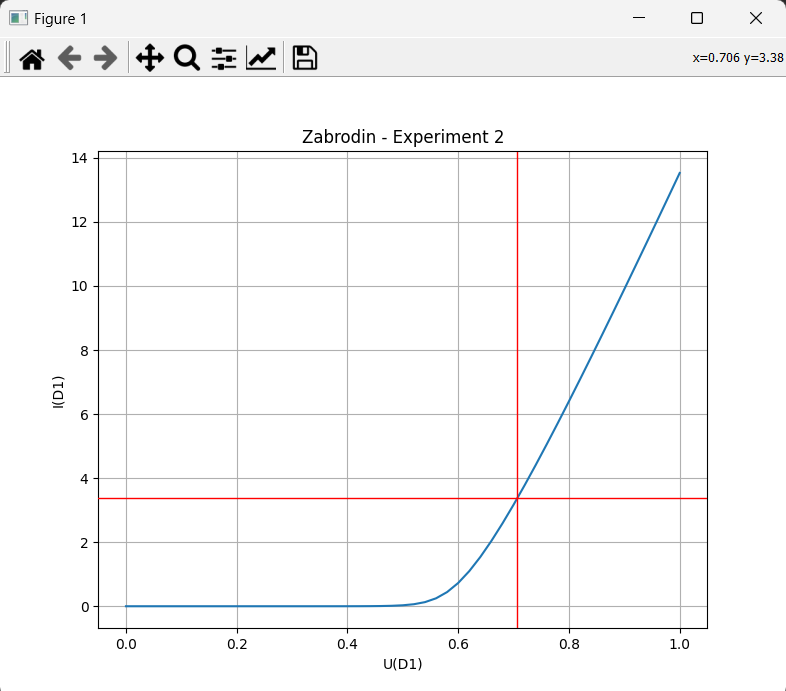 Figure 1
x=0.706 y=3.38
Zabrodin - Experiment 2
14
12
10
8
6
4
2
0
I(D1)
0.0 0.2 0.4 0.6 0.8 1.0
U(D1)